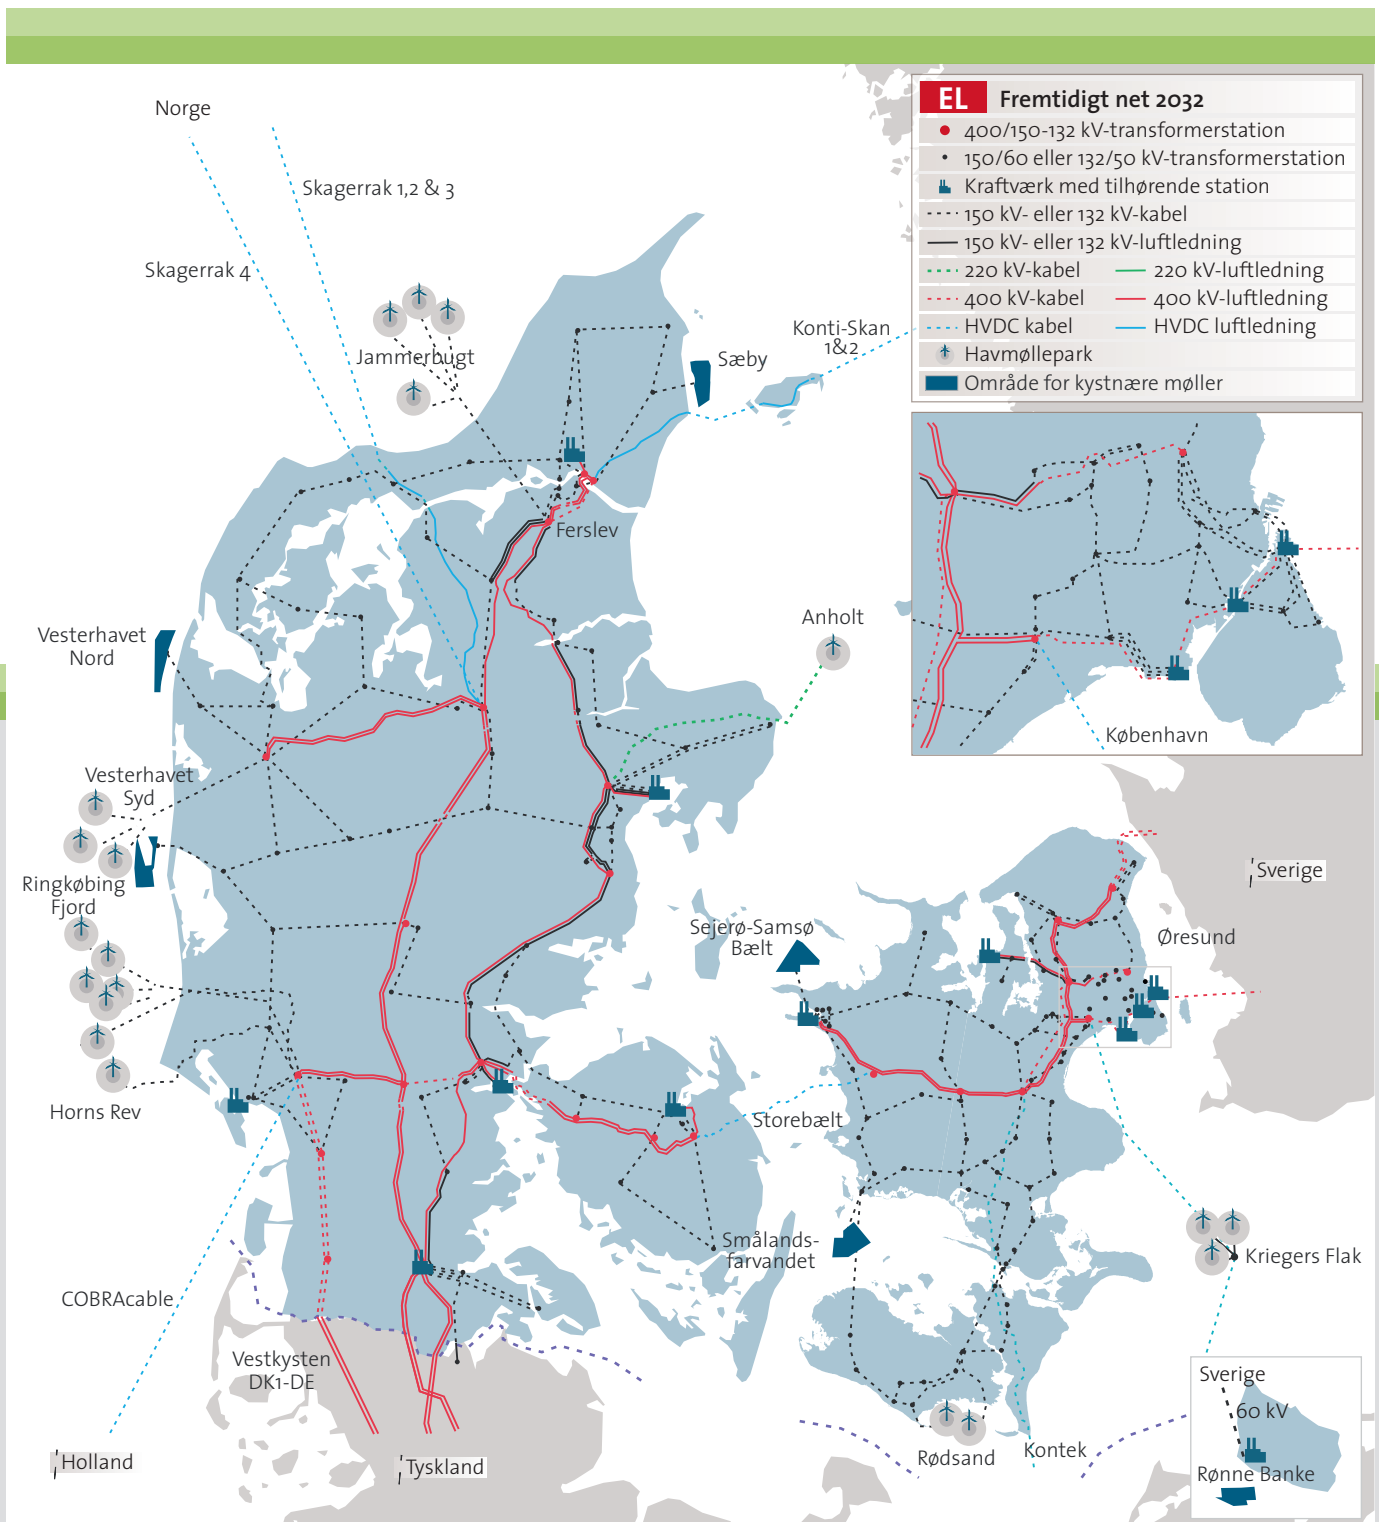 EL Fremtidigt net 2032
400/150-132 kV-transformerstation
150/60 eller 132/50 kV-transformerstation
Kraftværk med tilhørende station
150 kV- eller 132 kV-kabel
150 kV- eller 132 kV-luftledning
220 kV-kabel 220 kV-luftledning
400 kV-kabel 400 kV-luftledning
HVDC kabel HVDC luftledning
Havmøllepark
Område for kystnære møller
Norge
Skagerrak 1,2 & 3
Skagerrak 4
Jammerbugt
Konti-Skan
1&2
Sæby
Ferslev
Anholt
Vesterhavet
Nord
København
Vesterhavet
Syd
Ringkøbing
Fjord
Sverige
Sejerø-Samsø
Bælt
Øresund
Horns Rev
Storebælt
Smålands-
farvandet
Kriegers Flak
COBRAcable
Vestkysten
DK1-DE
Holland
Tyskland
Rødsand
Kontek
Sverige
60 kV
Rønne Banke